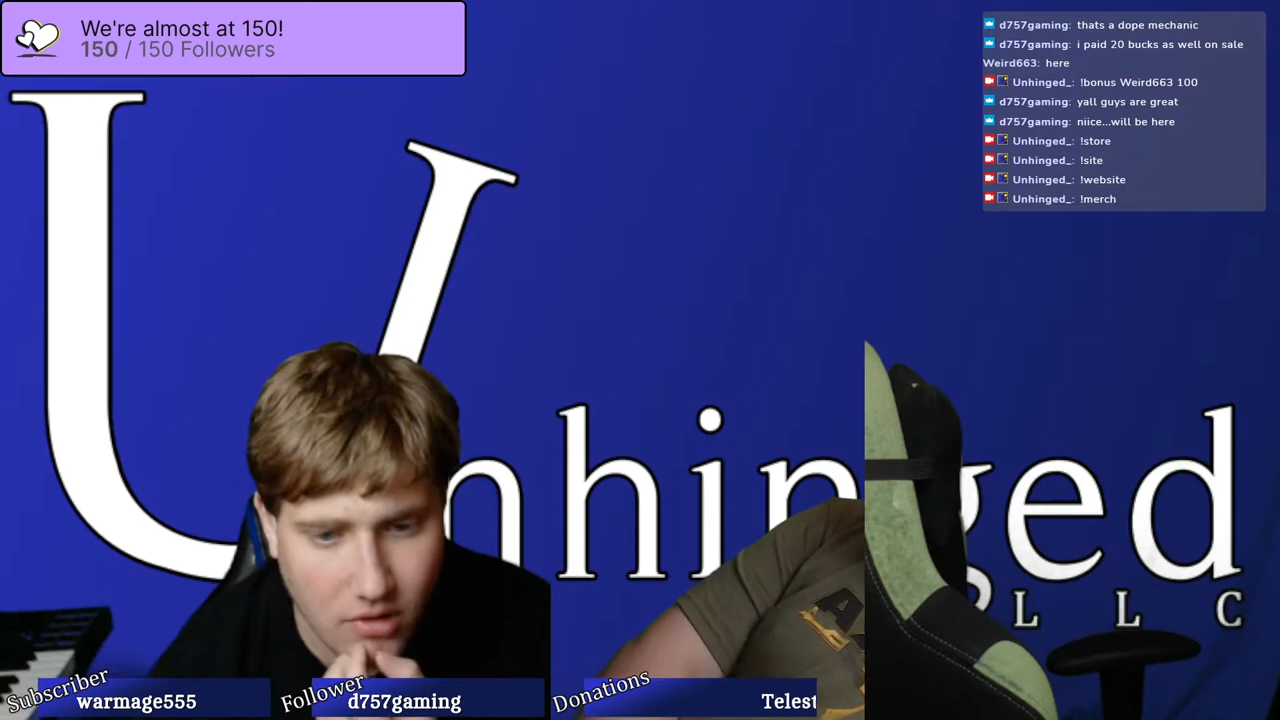 We're almost at 150!
150 / 150 Followers
d757gaming: thats a dope mechanic
d757gaming: i paid 20 bucks as well on sale
Weird663: here
Unhinged_: !bonus Weird663 100
d757gaming: yall guys are great
d757gaming: niice...will be here
Unhinged_: !store
Unhinged_: !site
Unhinged_: !website
Unhinged_: !merch
Unhinged
LLC
Subscriber
warmage555
Follower
d757gaming
Donations
Telest